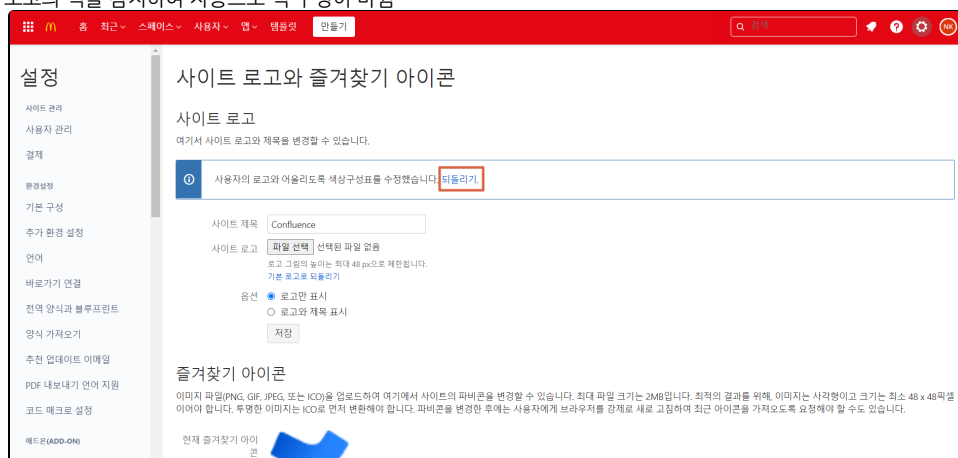 로고의 색을 감지하여 자동으로 색 구성이 바뀜
홈 최근 스페이스 사용자 앱 템플릿 만들기 검색 NK
설정
사이트 관리
사용자 관리
결제
환경설정
기본 구성
추가 환경 설정
언어
바로가기 연결
전역 양식과 블루프린트
양식 가져오기
추천 업데이트 이메일
PDF 내보내기 언어 지원
코드 매크로 설정
애드온(ADD-ON)
사이트 로고와 즐겨찾기 아이콘
사이트 로고
여기서 사이트 로고와 제목을 변경할 수 있습니다.
사용자의 로고와 어울리도록 색상구성표를 수정했습니다. 되돌리기.
사이트 제목 Confluence
사이트 로고 파일 선택 선택된 파일 없음
로고 그림의 높이는 최대 48 px으로 제한됩니다.
기본 로고로 되돌리기
옵션 로고만 표시
로고와 제목 표시
저장
즐겨찾기 아이콘
이미지 파일(PNG, GIF, JPEG, 또는 ICO)을 업로드하여 여기에서 사이트의 파비콘을 변경할 수 있습니다. 최대 파일 크기는 2MB입니다. 최적의 결과를 위해, 이미지는 사각형이고 크기는 최소 48 x 48픽셀
이어야 합니다. 투명한 이미지는 ICO로 먼저 변환해야 합니다. 파비콘을 변경한 후에는 사용자에게 브라우저를 강제로 새로 고침하여 최근 아이콘을 가져오도록 요청해야 할 수도 있습니다.
현재 즐겨찾기 아이
콘